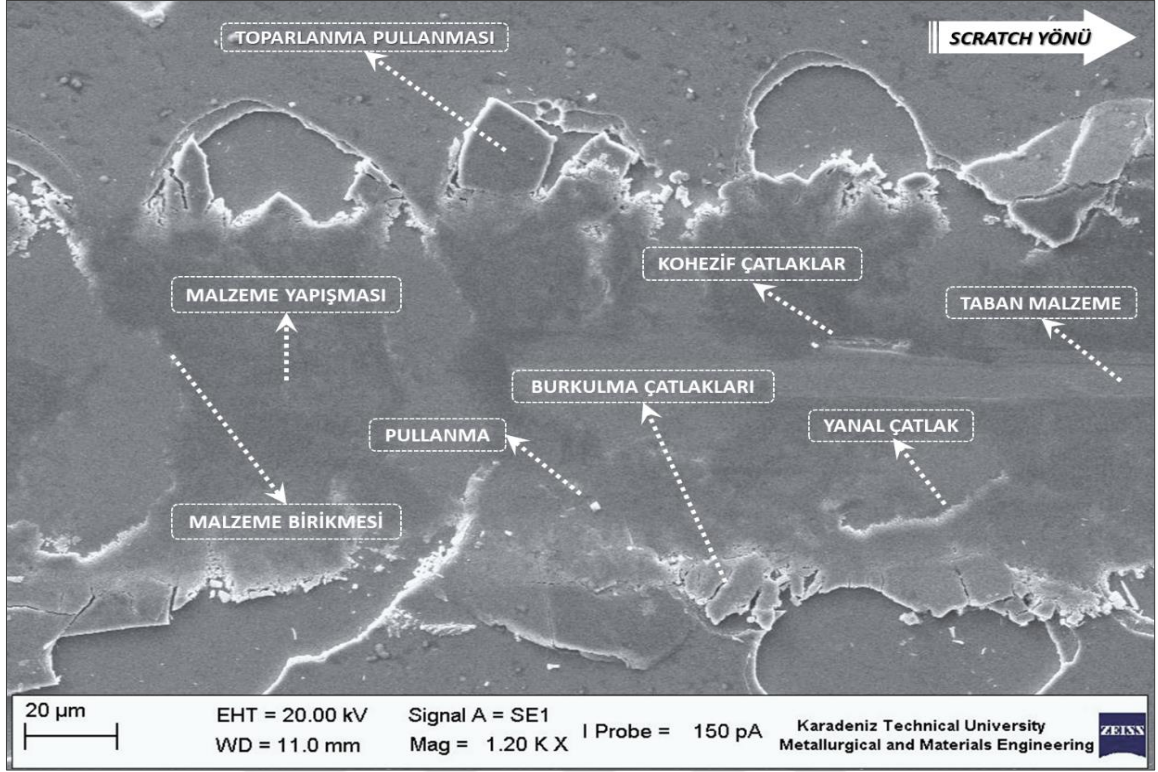 TOPARLANMA PULLANMASI
SCRATCH YÖNÜ
KOHEZİF ÇATLAKLAR
MALZEME YAPIŞMASI
TABAN MALZEME
BURKULMA ÇATLAKLARI
PULLANMA
YANAL ÇATLAK
MALZEME BİRİKMESİ
20 µm
EHT = 20.00 kV
WD = 11.0 mm
Signal A = SE1
Mag = 1.20 K X
I Probe = 150 pA
Karadeniz Technical University
Metallurgical and Materials Engineering
ZEISS